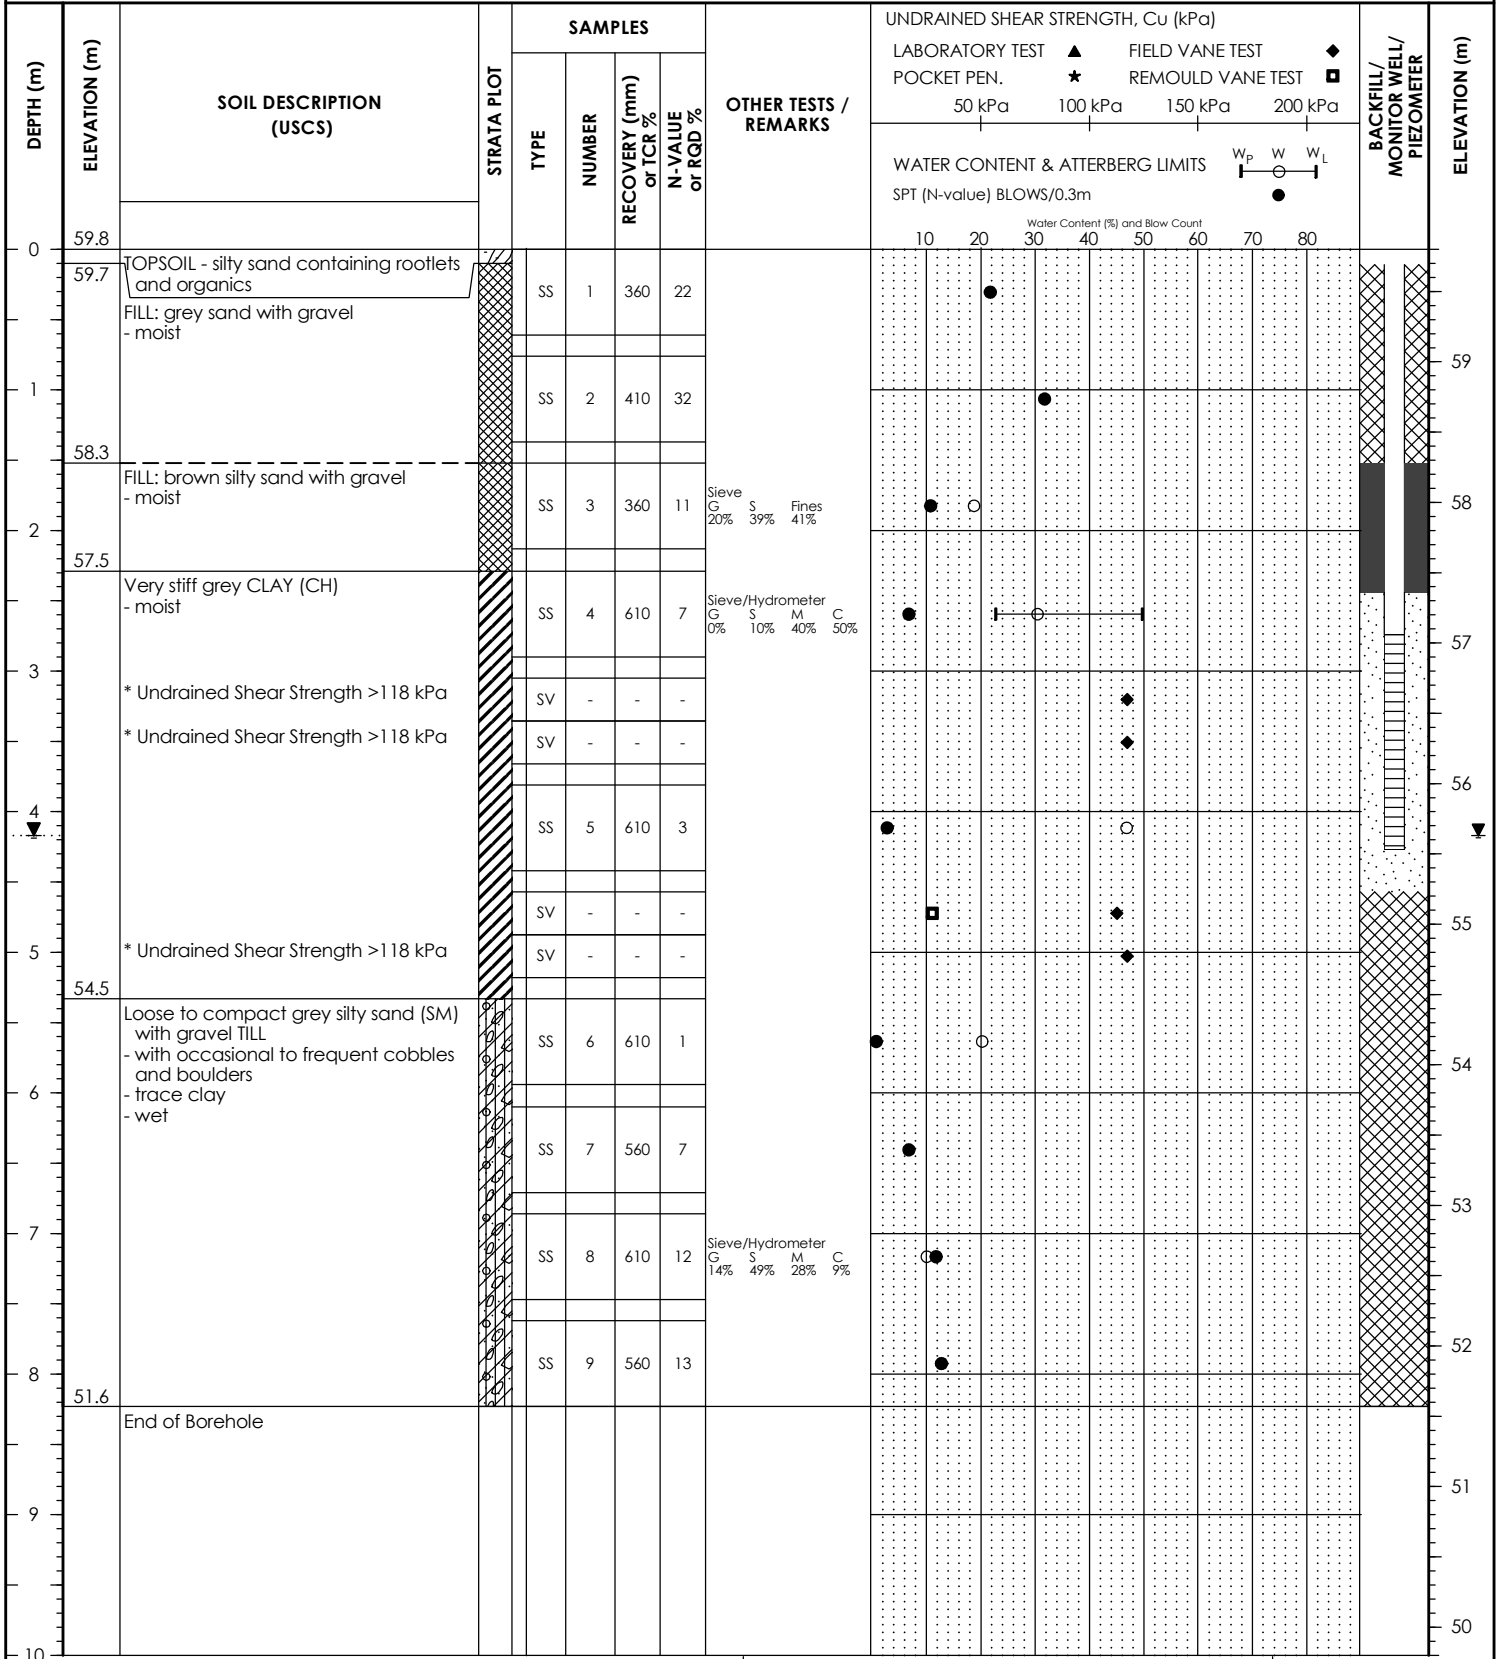 DEPTH (m)
ELEVATION (m)
SOIL DESCRIPTION
(USCS)
STRATA PLOT
SAMPLES
TYPE
NUMBER
RECOVERY (mm)
or TCR %
N-VALUE
or RQD %
OTHER TESTS /
REMARKS
UNDRAINED SHEAR STRENGTH, Cu (kPa)
LABORATORY TEST
FIELD VANE TEST
POCKET PEN.
REMOULD VANE TEST
50 kPa 100 kPa 150 kPa 200 kPa
WATER CONTENT & ATTERBERG LIMITS
WP W WL
SPT (N-value) BLOWS/0.3m
Water Content (%) and Blow Count
10 20 30 40 50 60 70 80
BACKFILL/
MONITOR WELL/
PIEZOMETER
ELEVATION (m)
0
59.8
TOPSOIL - silty sand containing rootlets
and organics
59.7
SS 1 360 22
FILL: grey sand with gravel
- moist
59
1
SS 2 410 32
58.3
FILL: brown silty sand with gravel
- moist
SS 3 360 11
Sieve
G S Fines
20% 39% 41%
58
2
57.5
Very stiff grey CLAY (CH)
- moist
SS 4 610 7
Sieve/Hydrometer
G S M C
0% 10% 40% 50%
57
3
* Undrained Shear Strength >118 kPa
SV - - -
* Undrained Shear Strength >118 kPa
SV - - -
56
4
SS 5 610 3
SV - - -
55
5
* Undrained Shear Strength >118 kPa
SV - - -
54.5
Loose to compact grey silty sand (SM)
with gravel TILL
- with occasional to frequent cobbles
and boulders
- trace clay
- wet
SS 6 610 1
54
6
SS 7 560 7
53
7
SS 8 610 12
Sieve/Hydrometer
G S M C
14% 49% 28% 9%
52
8
SS 9 560 13
51.6
End of Borehole
51
9
50
10